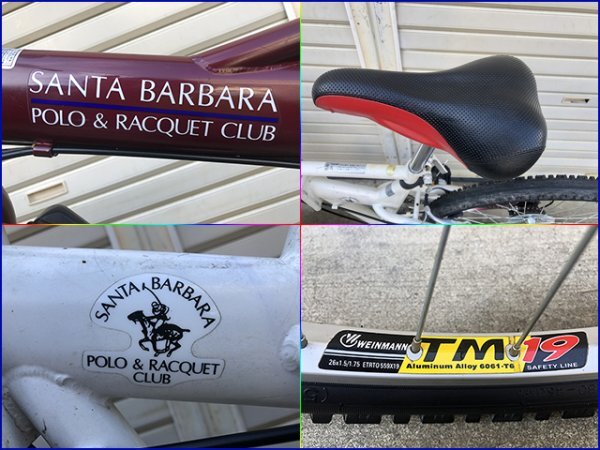 SANTA BARBARA
POLO & RACQUET CLUB
SANTA BARBARA
POLO & RACQUET
CLUB
WEINMANN
26x1.5/1.75 ETRTO 559X19
TM19
Aluminum Alloy 6061-T6
SAFETY LINE